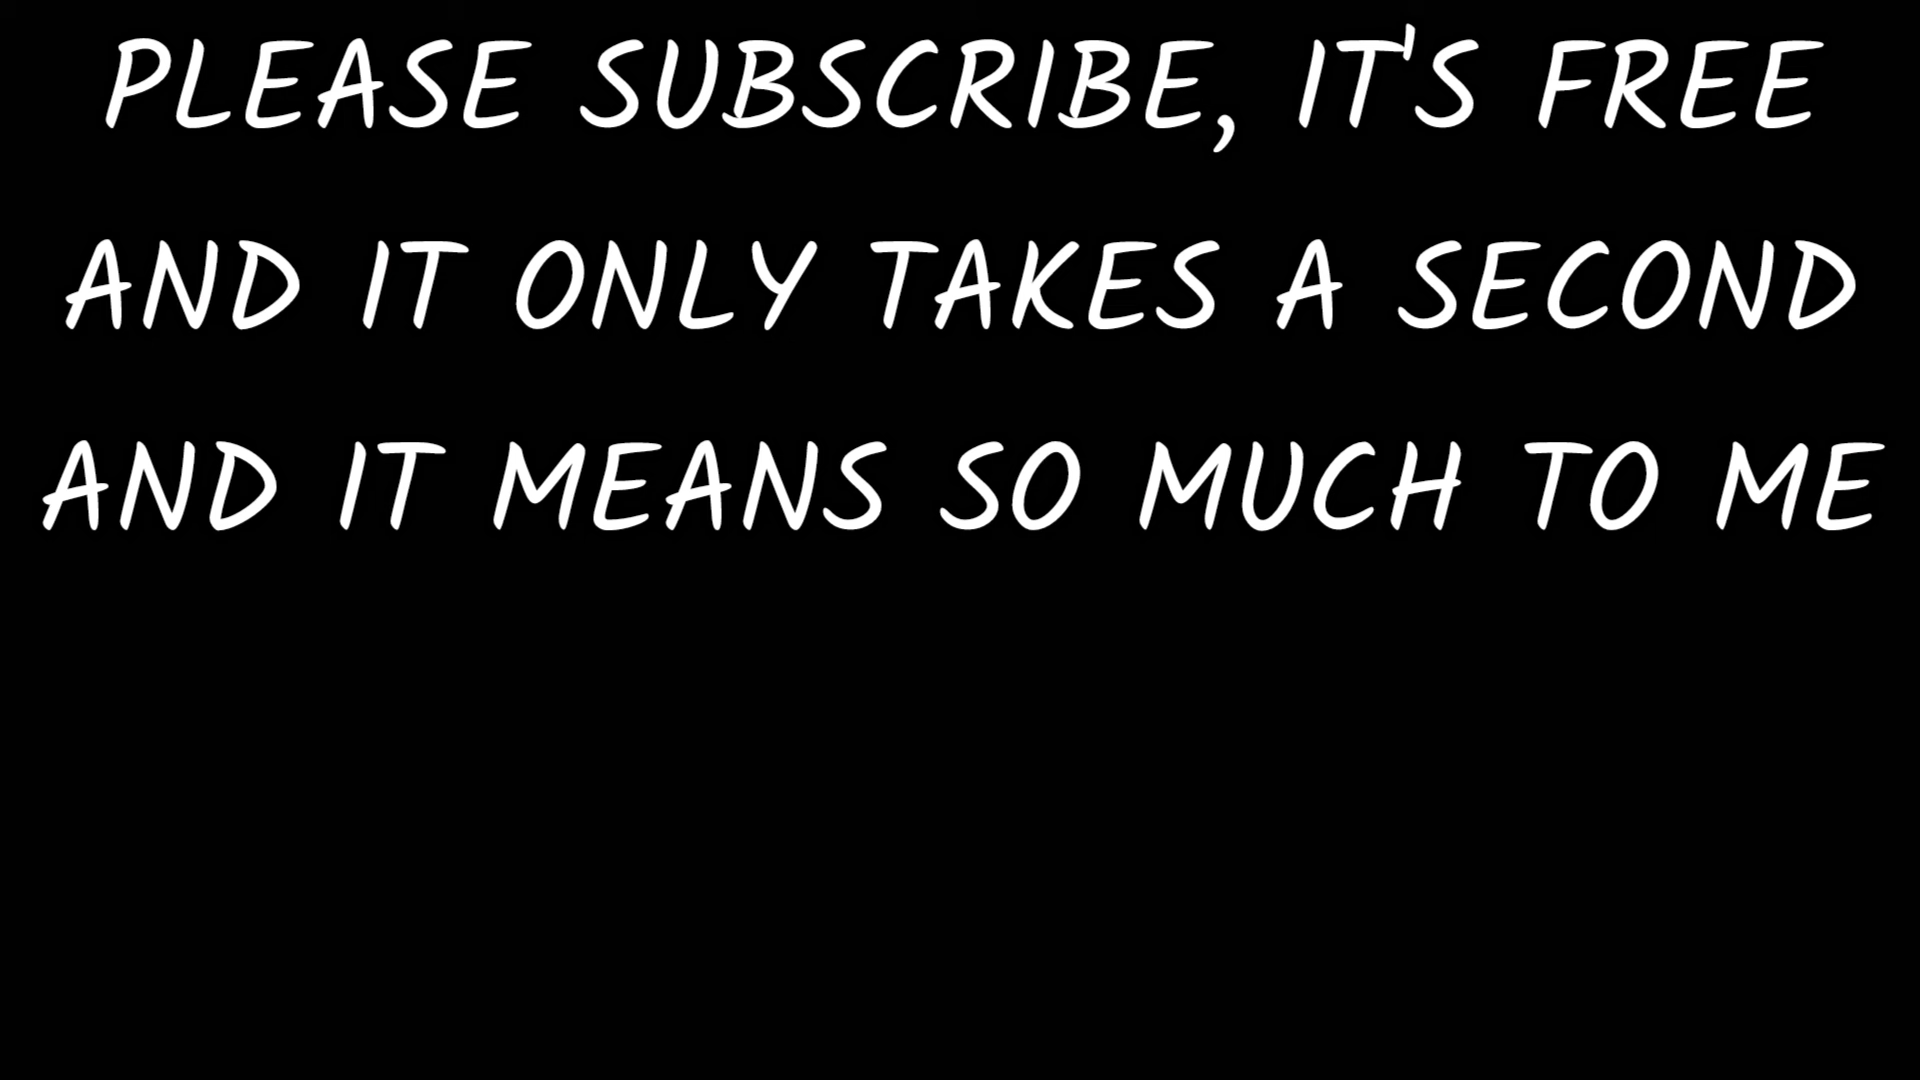 PLEASE SUBSCRIBE, IT'S FREE
AND IT ONLY TAKES A SECOND
AND IT MEANS SO MUCH TO ME